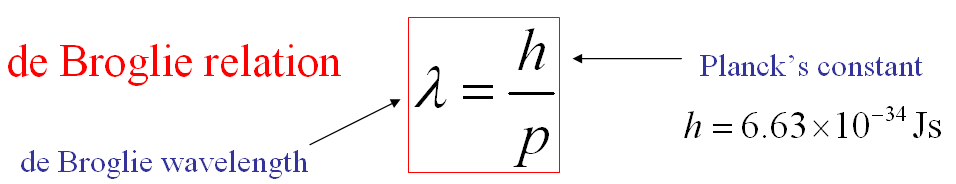 de Broglie relation
λ = h/p
Planck's constant
h = 6.63×10⁻³⁴ Js
de Broglie wavelength